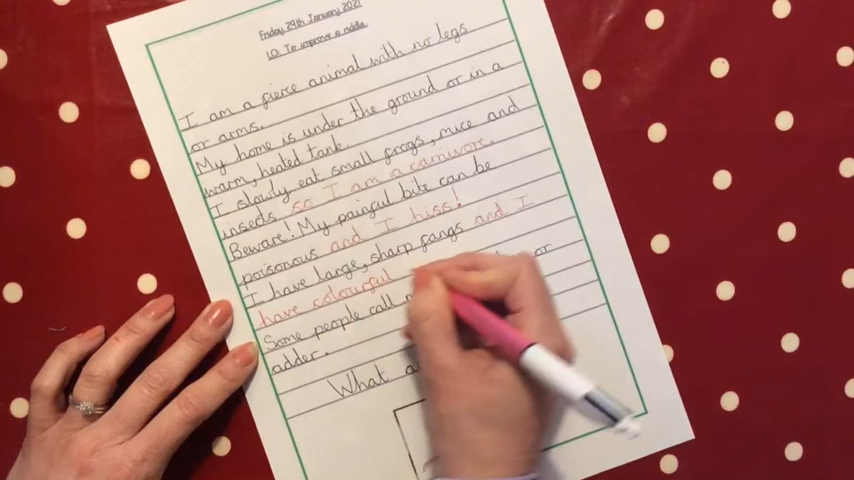 Friday 29th January 2021
LO: To improve a riddle.
I am a fierce animal with no legs
or arms.
My home is under the ground or in a
warm, heated tank.
I slowly eat small frogs, mice and
insects so I am a carnivore.
Beware! My painful bite can be
poisonous and I hiss!
I have large, sharp fangs and I
have colourful
Some people call or
adder.
What